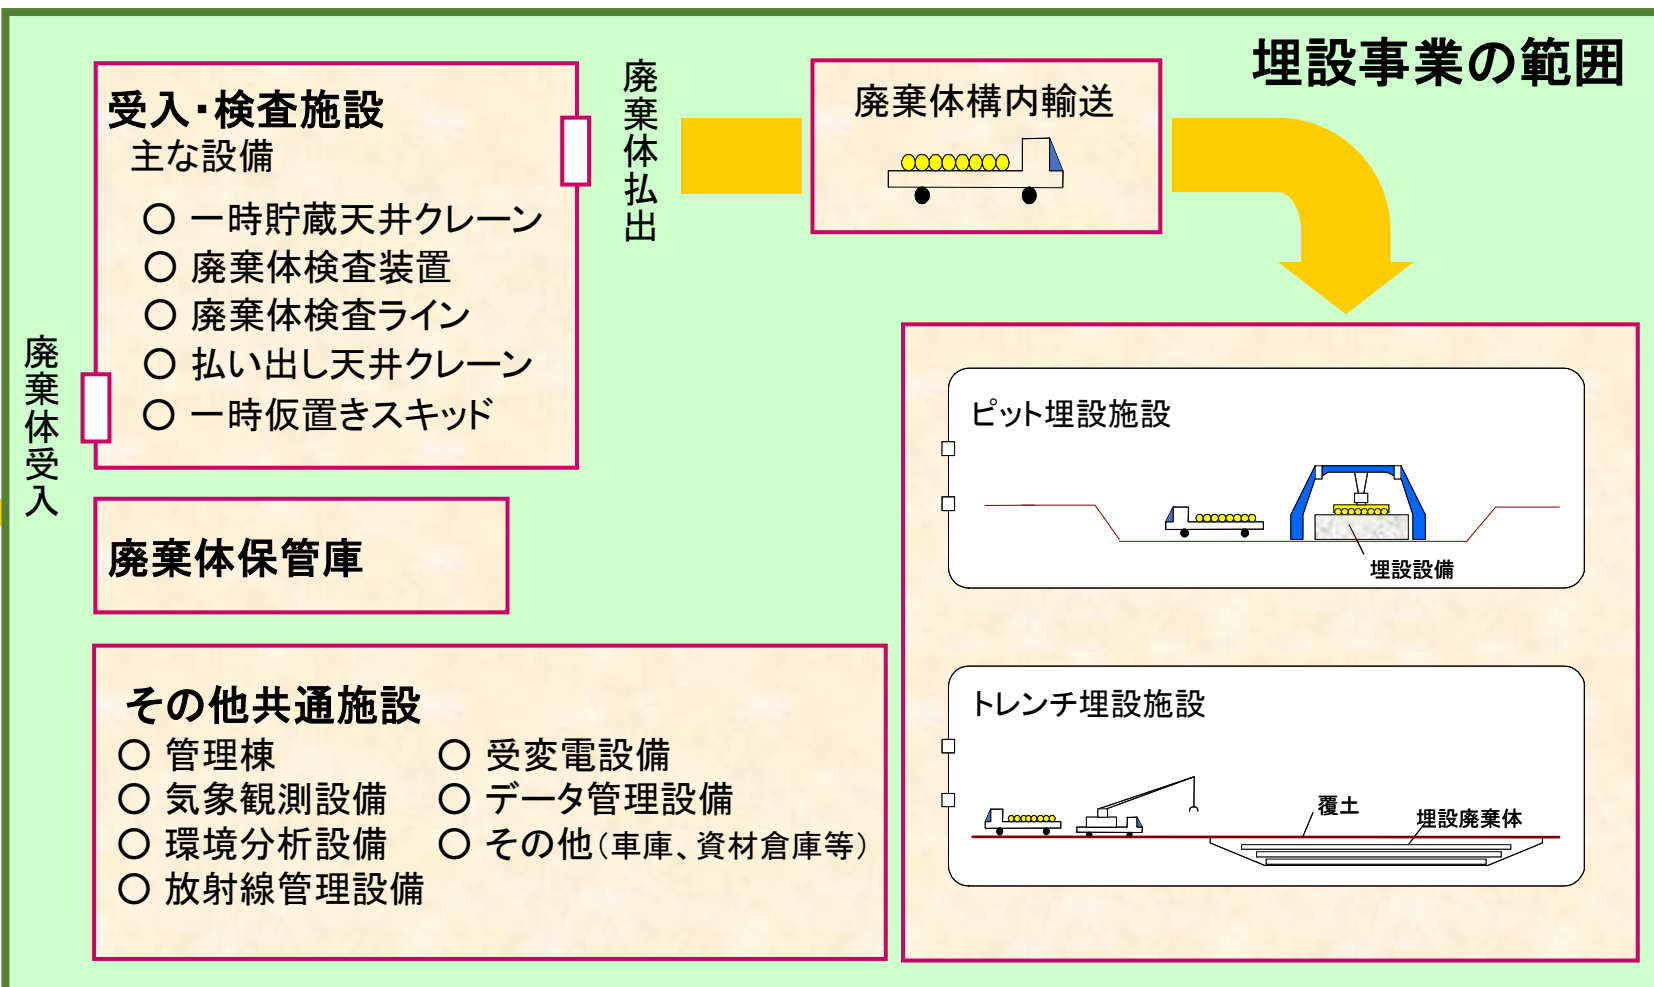 埋設事業の範囲
廃棄体受入
受入・検査施設
主な設備
○ 一時貯蔵天井クレーン
○ 廃棄体検査装置
○ 廃棄体検査ライン
○ 払い出し天井クレーン
○ 一時仮置きスキッド
廃棄体払出
廃棄体構内輸送
廃棄体保管庫
その他共通施設
○ 管理棟
○ 気象観測設備
○ 環境分析設備
○ 放射線管理設備
○ 受変電設備
○ データ管理設備
○ その他（車庫、資材倉庫等）
ピット埋設施設
埋設設備
トレンチ埋設施設
覆土
埋設廃棄体